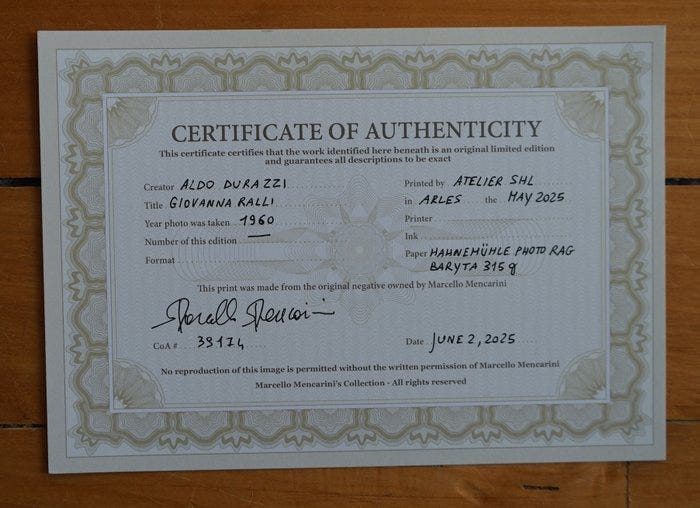 CERTIFICATE OF AUTHENTICITY
This certificate certifies that the work identified here beneath is an original limited edition
and guarantees all descriptions to be exact
Creator ALDO DURAZZI
Title GIOVANNA RALLI
Year photo was taken 1960
Number of this edition —
Format
Printed by ATELIER SHL
in ARLES the MAY 2025
Printer
Ink
Paper HAHNEMÜHLE PHOTO RAG
BARYTA 315 g
This print was made from the original negative owned by Marcello Mencarini
Marcello Mencarini
CoA # 39174
Date JUNE 2, 2025
No reproduction of this image is permitted without the written permission of Marcello Mencarini
Marcello Mencarini's Collection - All rights reserved